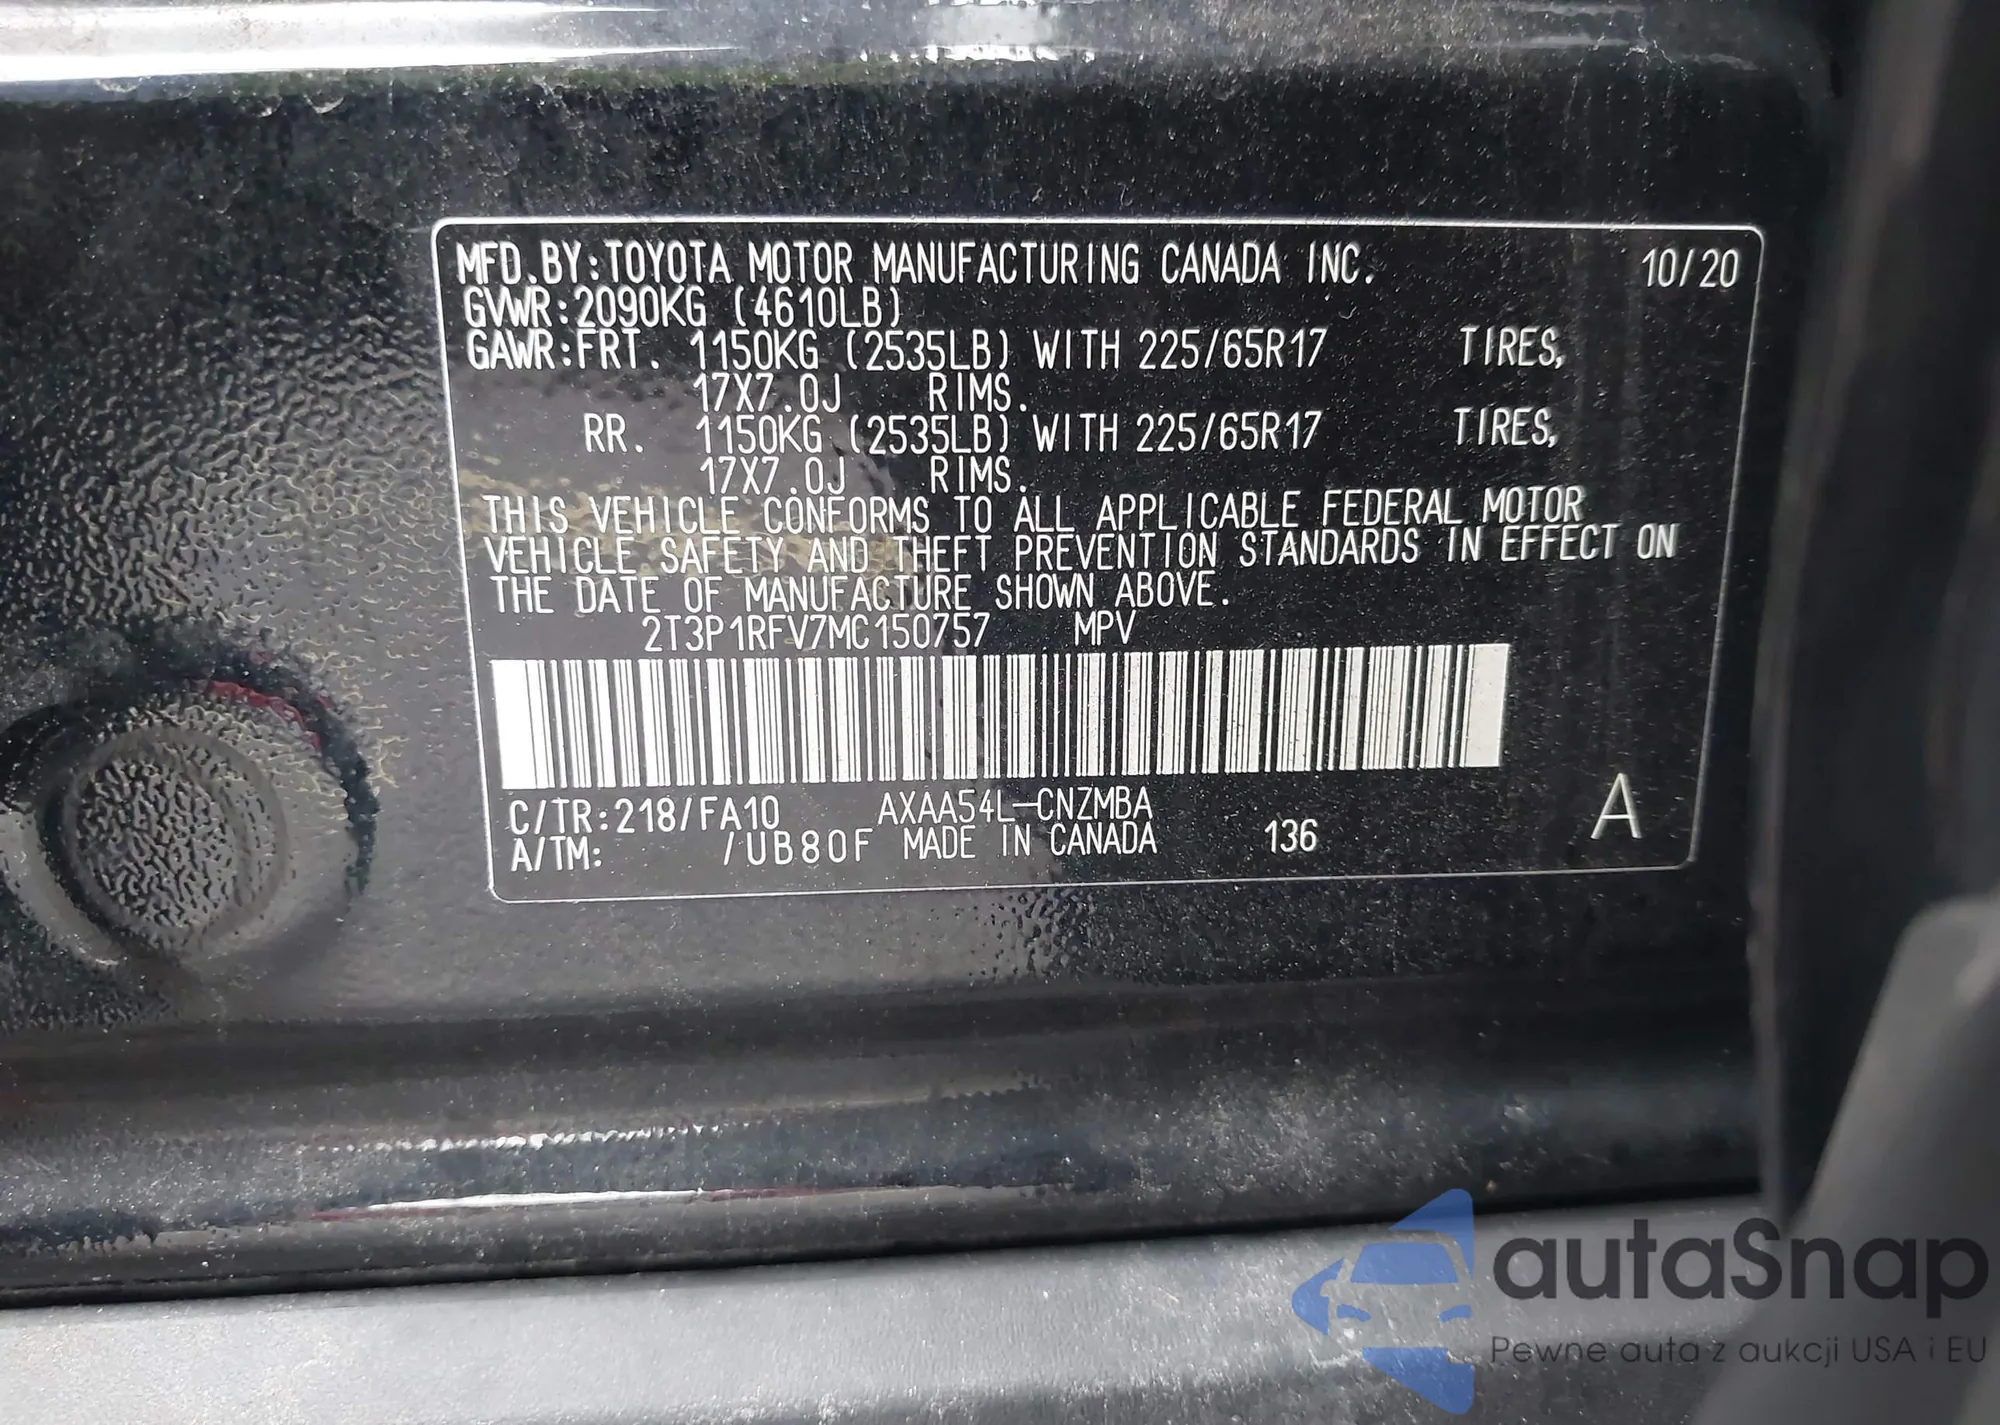 MFD.BY:TOYOTA MOTOR MANUFACTURING CANADA INC. 10/20
GVWR:2090KG (4610LB)
GAWR:FRT. 1150KG (2535LB) WITH 225/65R17 TIRES,
17X7.0J RIMS.
RR. 1150KG (2535LB) WITH 225/65R17 TIRES,
17X7.0J RIMS.
THIS VEHICLE CONFORMS TO ALL APPLICABLE FEDERAL MOTOR
VEHICLE SAFETY AND THEFT PREVENTION STANDARDS IN EFFECT ON
THE DATE OF MANUFACTURE SHOWN ABOVE.
2T3P1RFV7MC150757 MPV
C/TR:218/FA10 AXAA54L-CNZMBA
A/TM: /UB80F MADE IN CANADA 136 A
autaSnap
Pewne auta z aukcji USA i EU